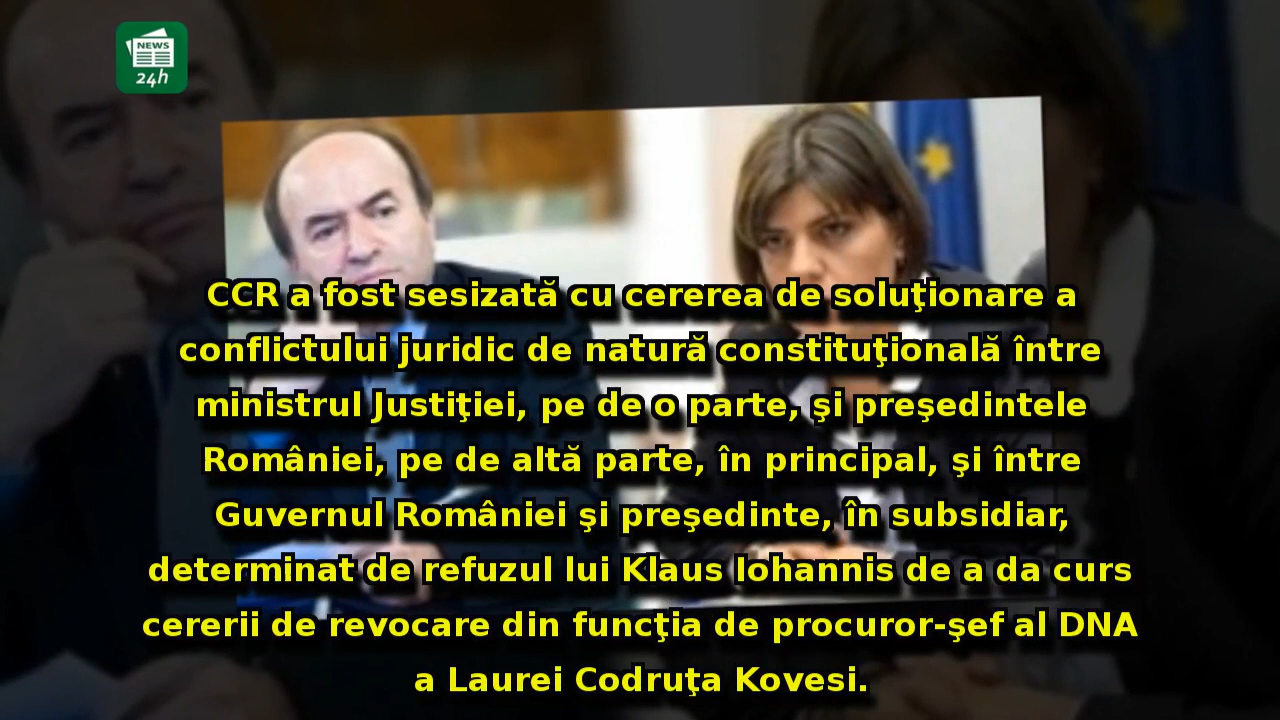 NEWS
24h
CCR a fost sesizată cu cererea de soluţionare a
conflictului juridic de natură constituţională între
ministrul Justiţiei, pe de o parte, şi preşedintele
României, pe de altă parte, în principal, şi între
Guvernul României şi preşedinte, în subsidiar,
determinat de refuzul lui Klaus Iohannis de a da curs
cererii de revocare din funcţia de procuror-şef al DNA
a Laurei Codruţa Kovesi.